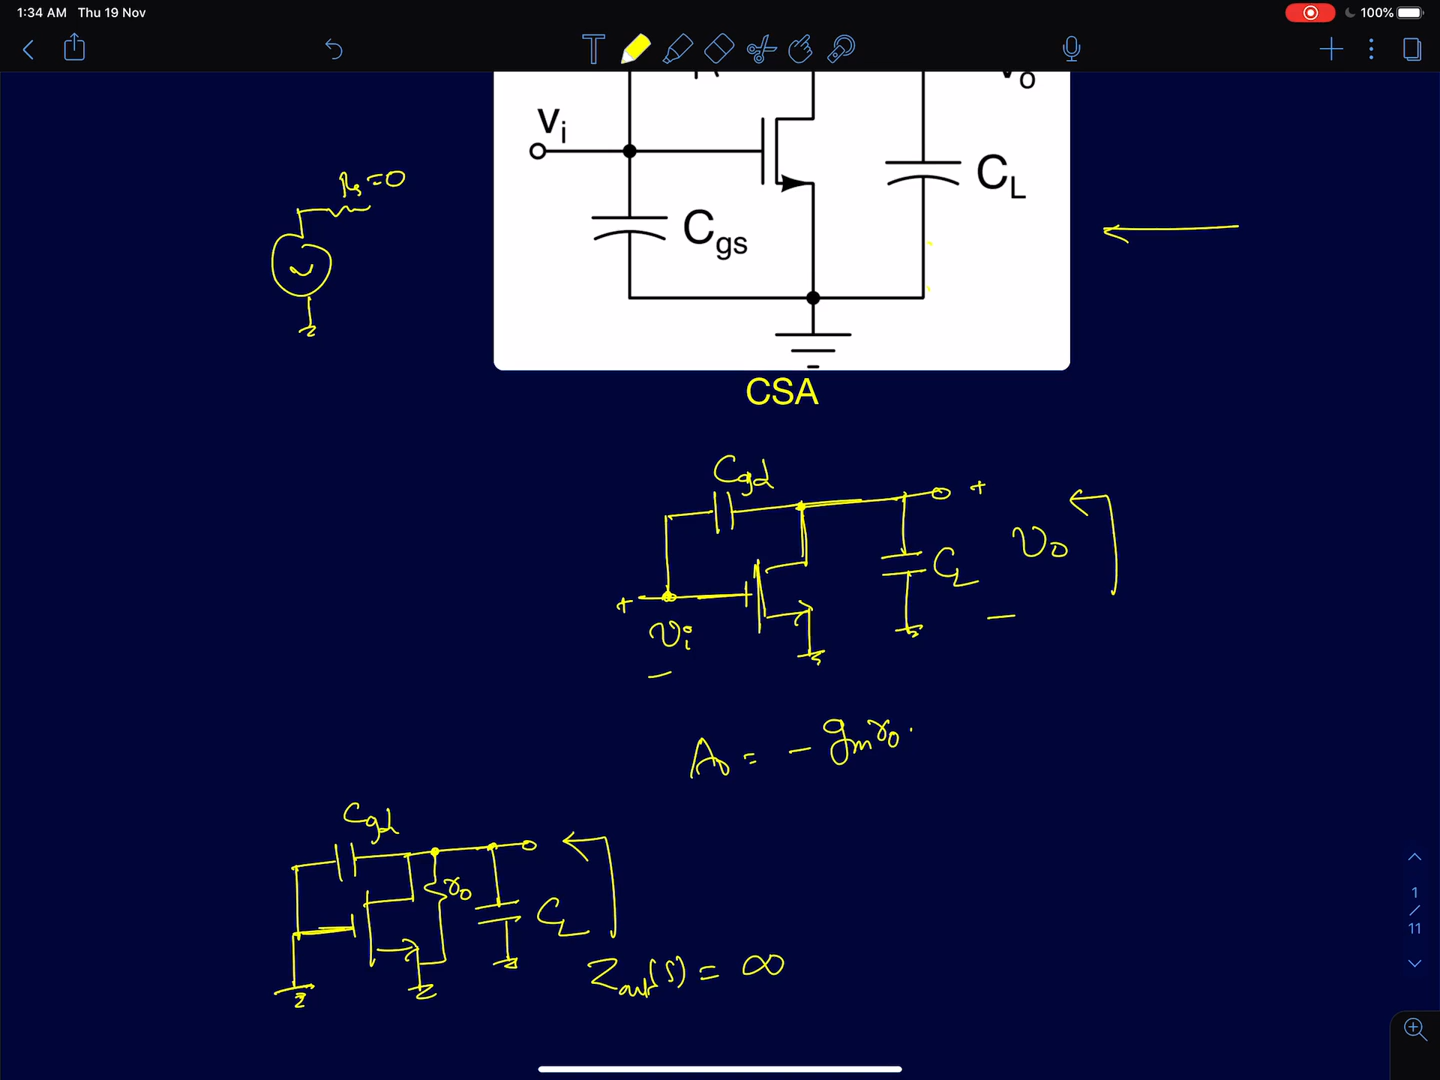 1:34 AM Thu 19 Nov
100%
T
Vi
Vo
Rs=0
CL
Cgs
CSA
Cgd
+
+
CL
vo
vi
−
−
A0 = − gm ro.
Cgd
ro
CL
Zout(s) = ∞
1
/
11